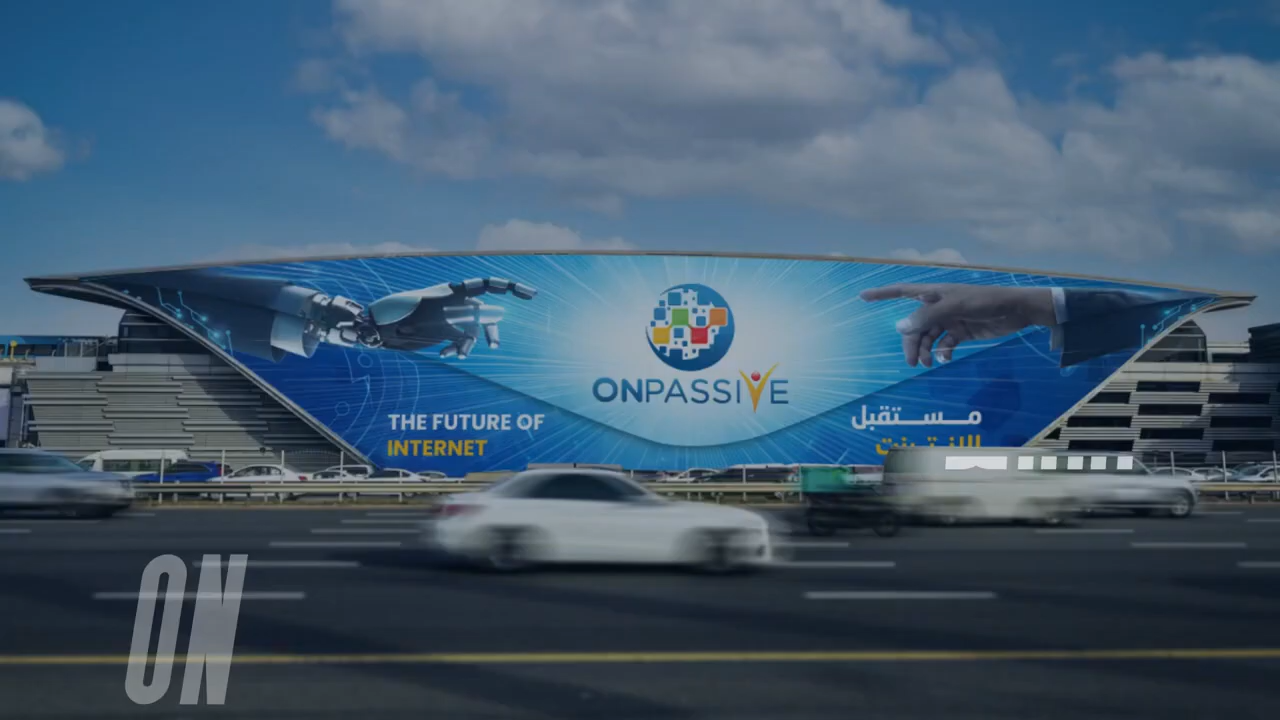 ONPASSIVE
THE FUTURE OF
INTERNET
مستقبل
ON